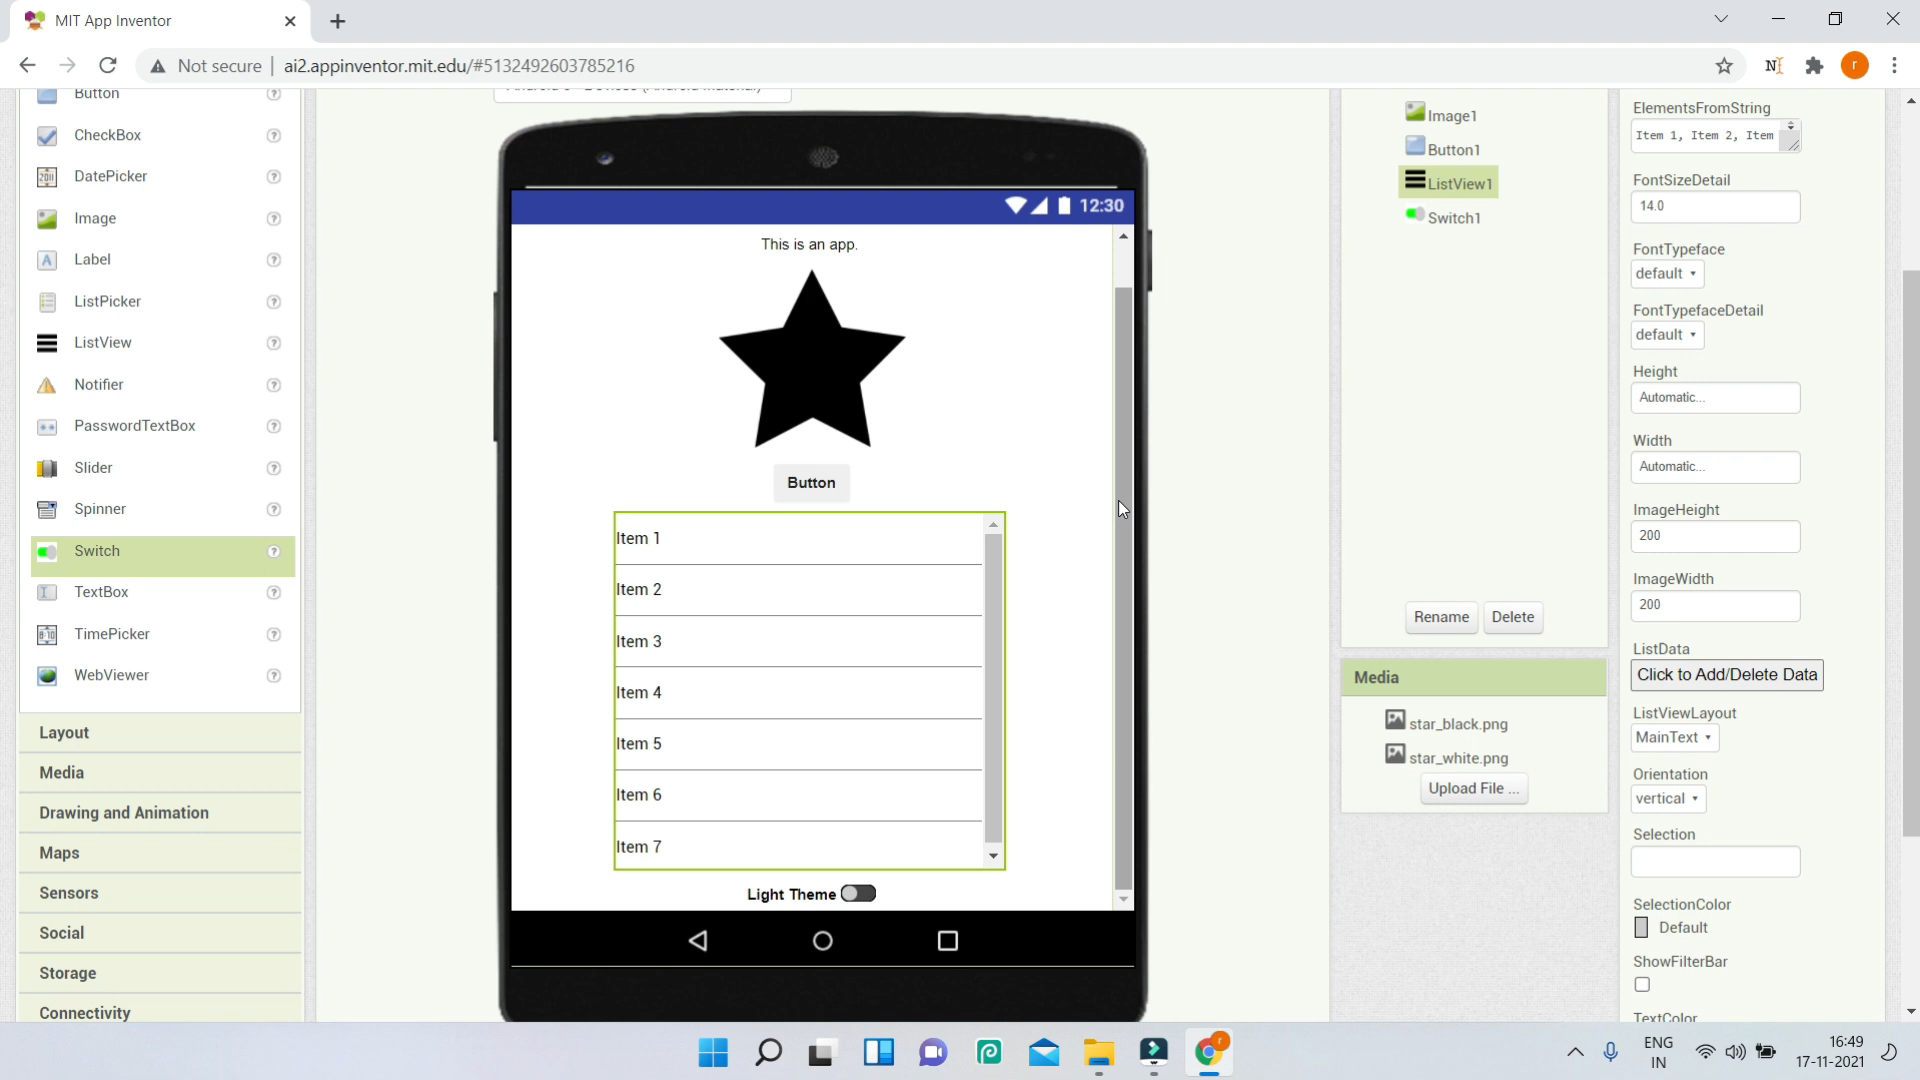 MIT App Inventor
Not secure
ai2.appinventor.mit.edu/#5132492603785216
r
Button
CheckBox
DatePicker
Image
Label
ListPicker
ListView
Notifier
PasswordTextBox
Slider
Spinner
Switch
TextBox
TimePicker
WebViewer
Layout
Media
Drawing and Animation
Maps
Sensors
Social
Storage
Connectivity
12:30
This is an app.
Button
Item 1
Item 2
Item 3
Item 4
Item 5
Item 6
Item 7
Light Theme
Image1
Button1
ListView1
Switch1
Rename
Delete
Media
star_black.png
star_white.png
Upload File ...
ElementsFromString
Item 1, Item 2, Item
FontSizeDetail
14.0
FontTypeface
default
FontTypefaceDetail
default
Height
Automatic...
Width
Automatic...
ImageHeight
200
ImageWidth
200
ListData
Click to Add/Delete Data
ListViewLayout
MainText
Orientation
vertical
Selection
SelectionColor
Default
ShowFilterBar
TextColor
ENG
IN
16:49
17-11-2021